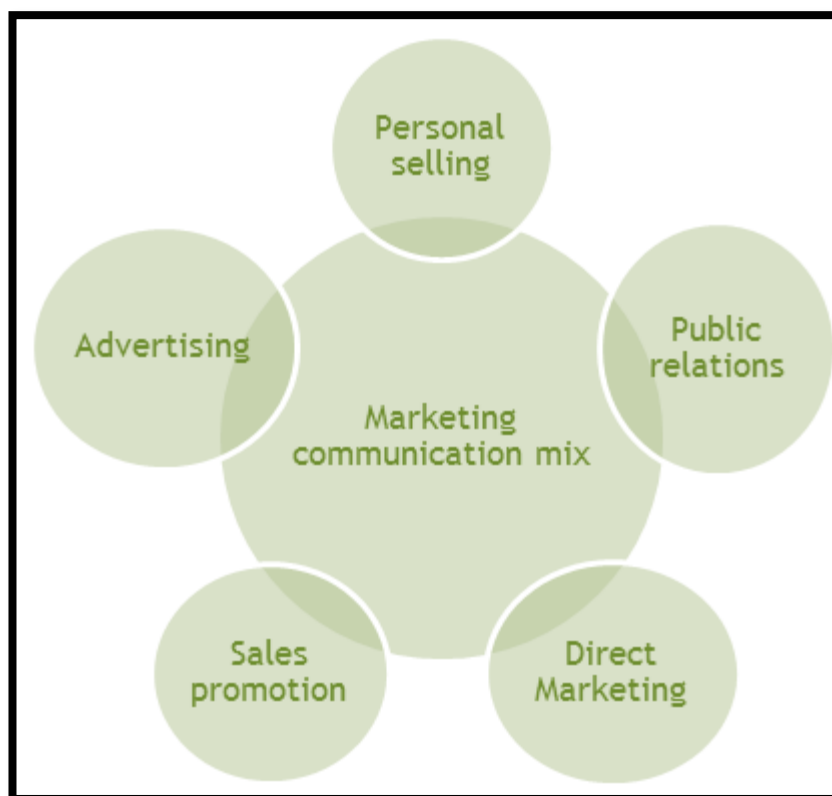 Personal
selling
Advertising
Public
relations
Marketing
communication mix
Sales
promotion
Direct
Marketing